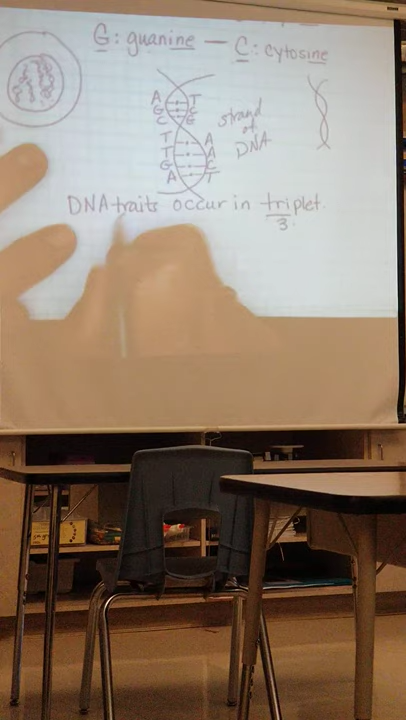 G: guanine — C: cytosine
A T
G C
C G
T A
T A
G C
A T
strand
of
DNA
DNA traits occur in triplet.
3.